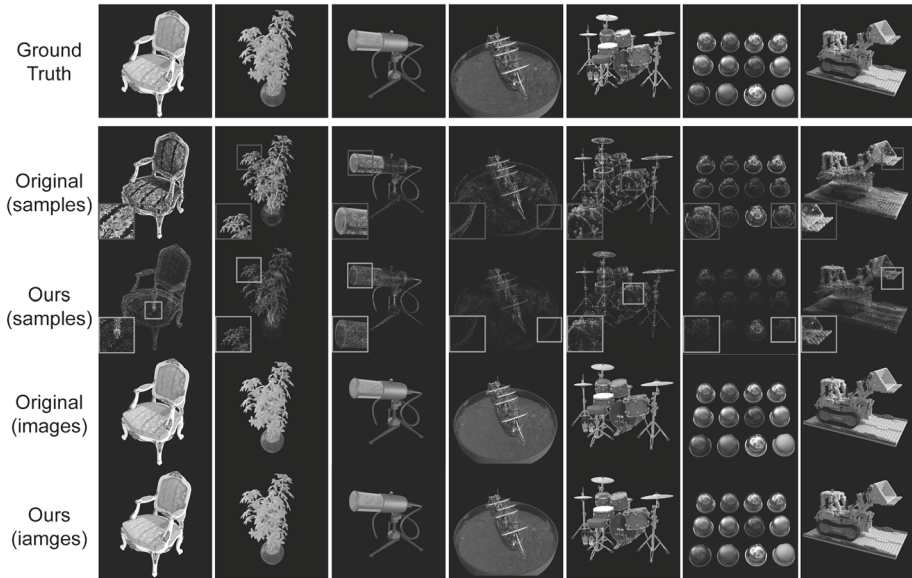 Ground
Truth
Original
(samples)
Ours
(samples)
Original
(images)
Ours
(iamges)